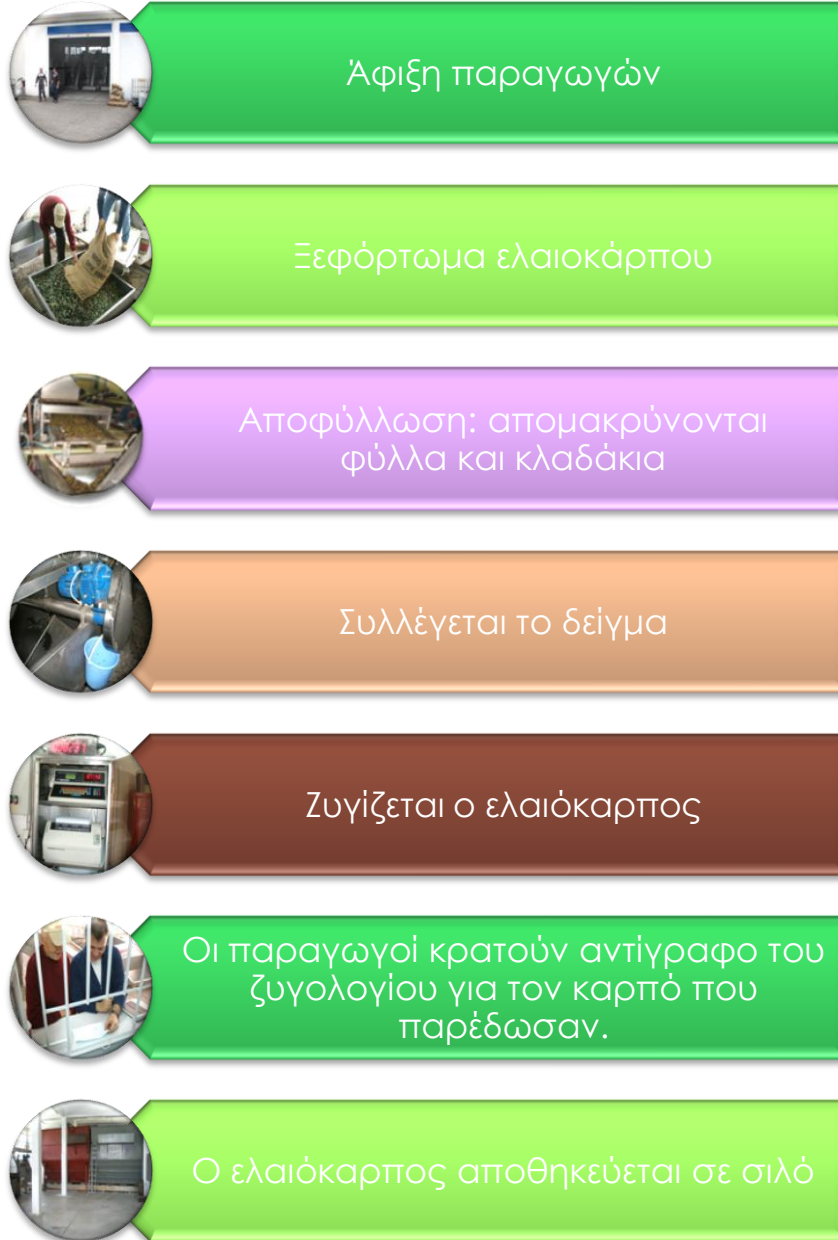 Άφιξη παραγωγών
Ξεφόρτωμα ελαιοκάρπου
Αποφύλλωση: απομακρύνονται
φύλλα και κλαδάκια
Συλλέγεται το δείγμα
Ζυγίζεται ο ελαιόκαρπος
Οι παραγωγοί κρατούν αντίγραφο του
ζυγολογίου για τον καρπό που
παρέδωσαν.
Ο ελαιόκαρπος αποθηκεύεται σε σιλό